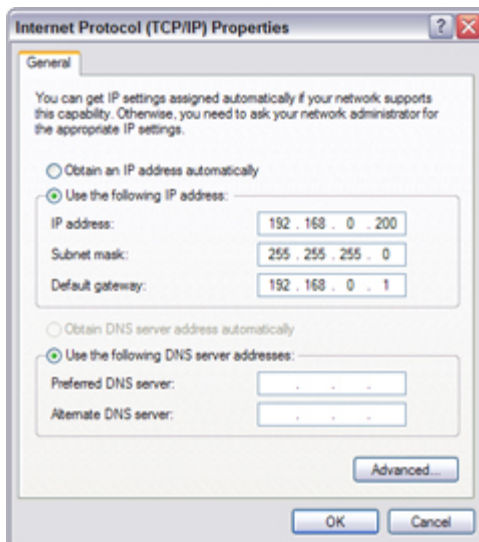 Internet Protocol (TCP/IP) Properties
General
You can get IP settings assigned automatically if your network supports
this capability. Otherwise, you need to ask your network administrator for
the appropriate IP settings.
Obtain an IP address automatically
Use the following IP address:
IP address: 192 . 168 . 0 . 200
Subnet mask: 255 . 255 . 255 . 0
Default gateway: 192 . 168 . 0 . 1
Obtain DNS server address automatically
Use the following DNS server addresses:
Preferred DNS server: . . .
Alternate DNS server: . . .
Advanced...
OK Cancel